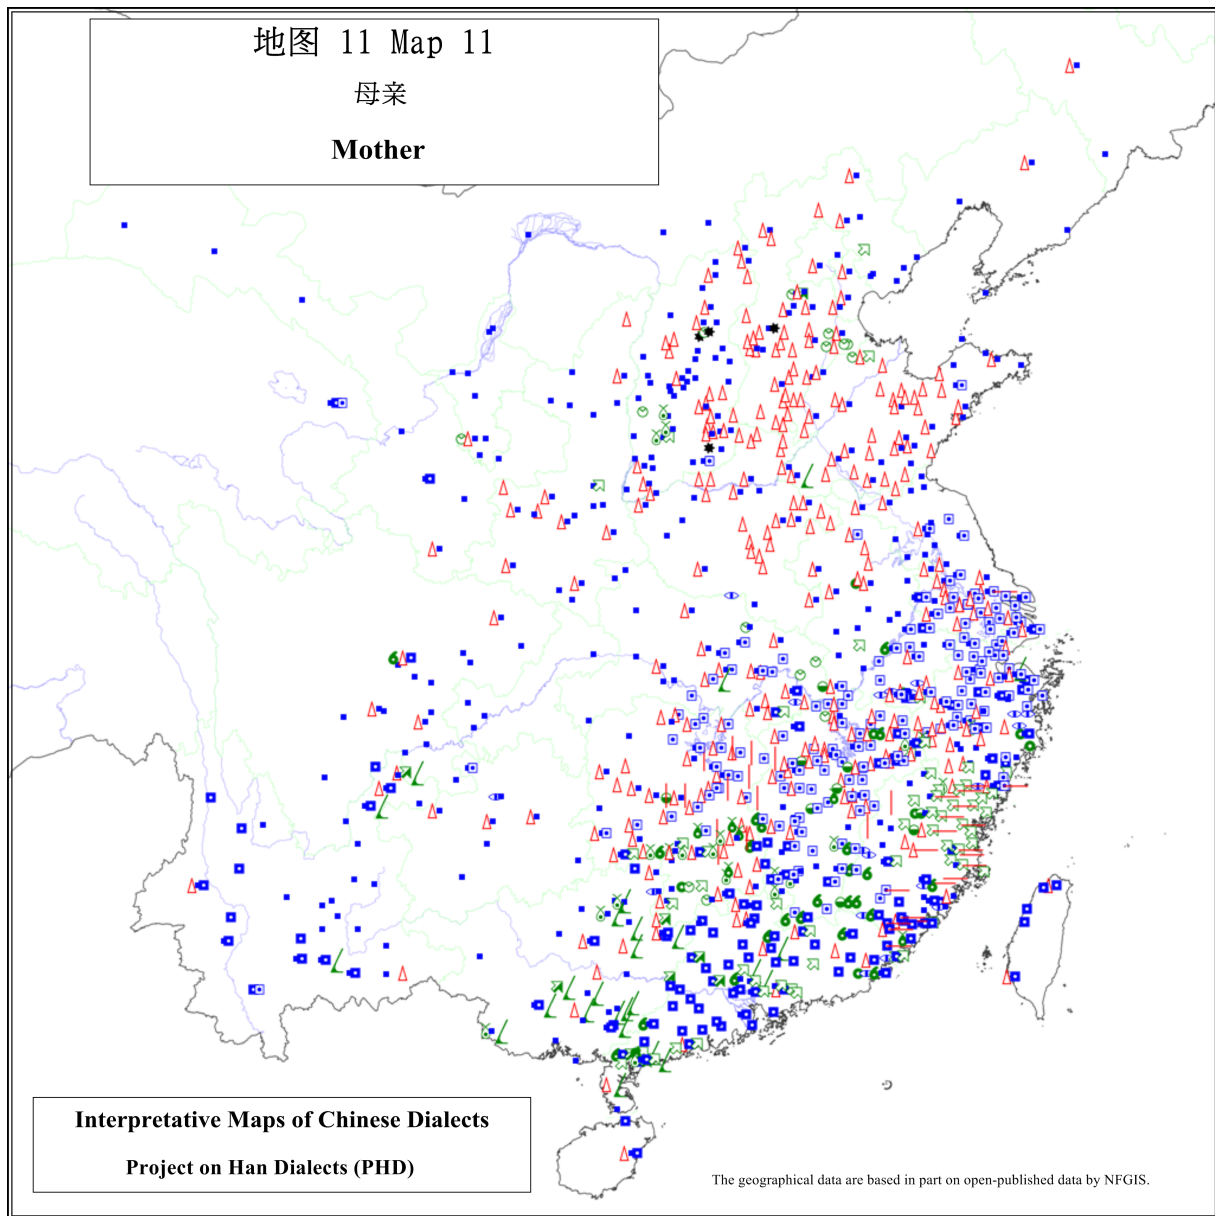 地图 11 Map 11
母亲
Mother
Interpretative Maps of Chinese Dialects
Project on Han Dialects (PHD)
The geographical data are based in part on open-published data by NFGIS.